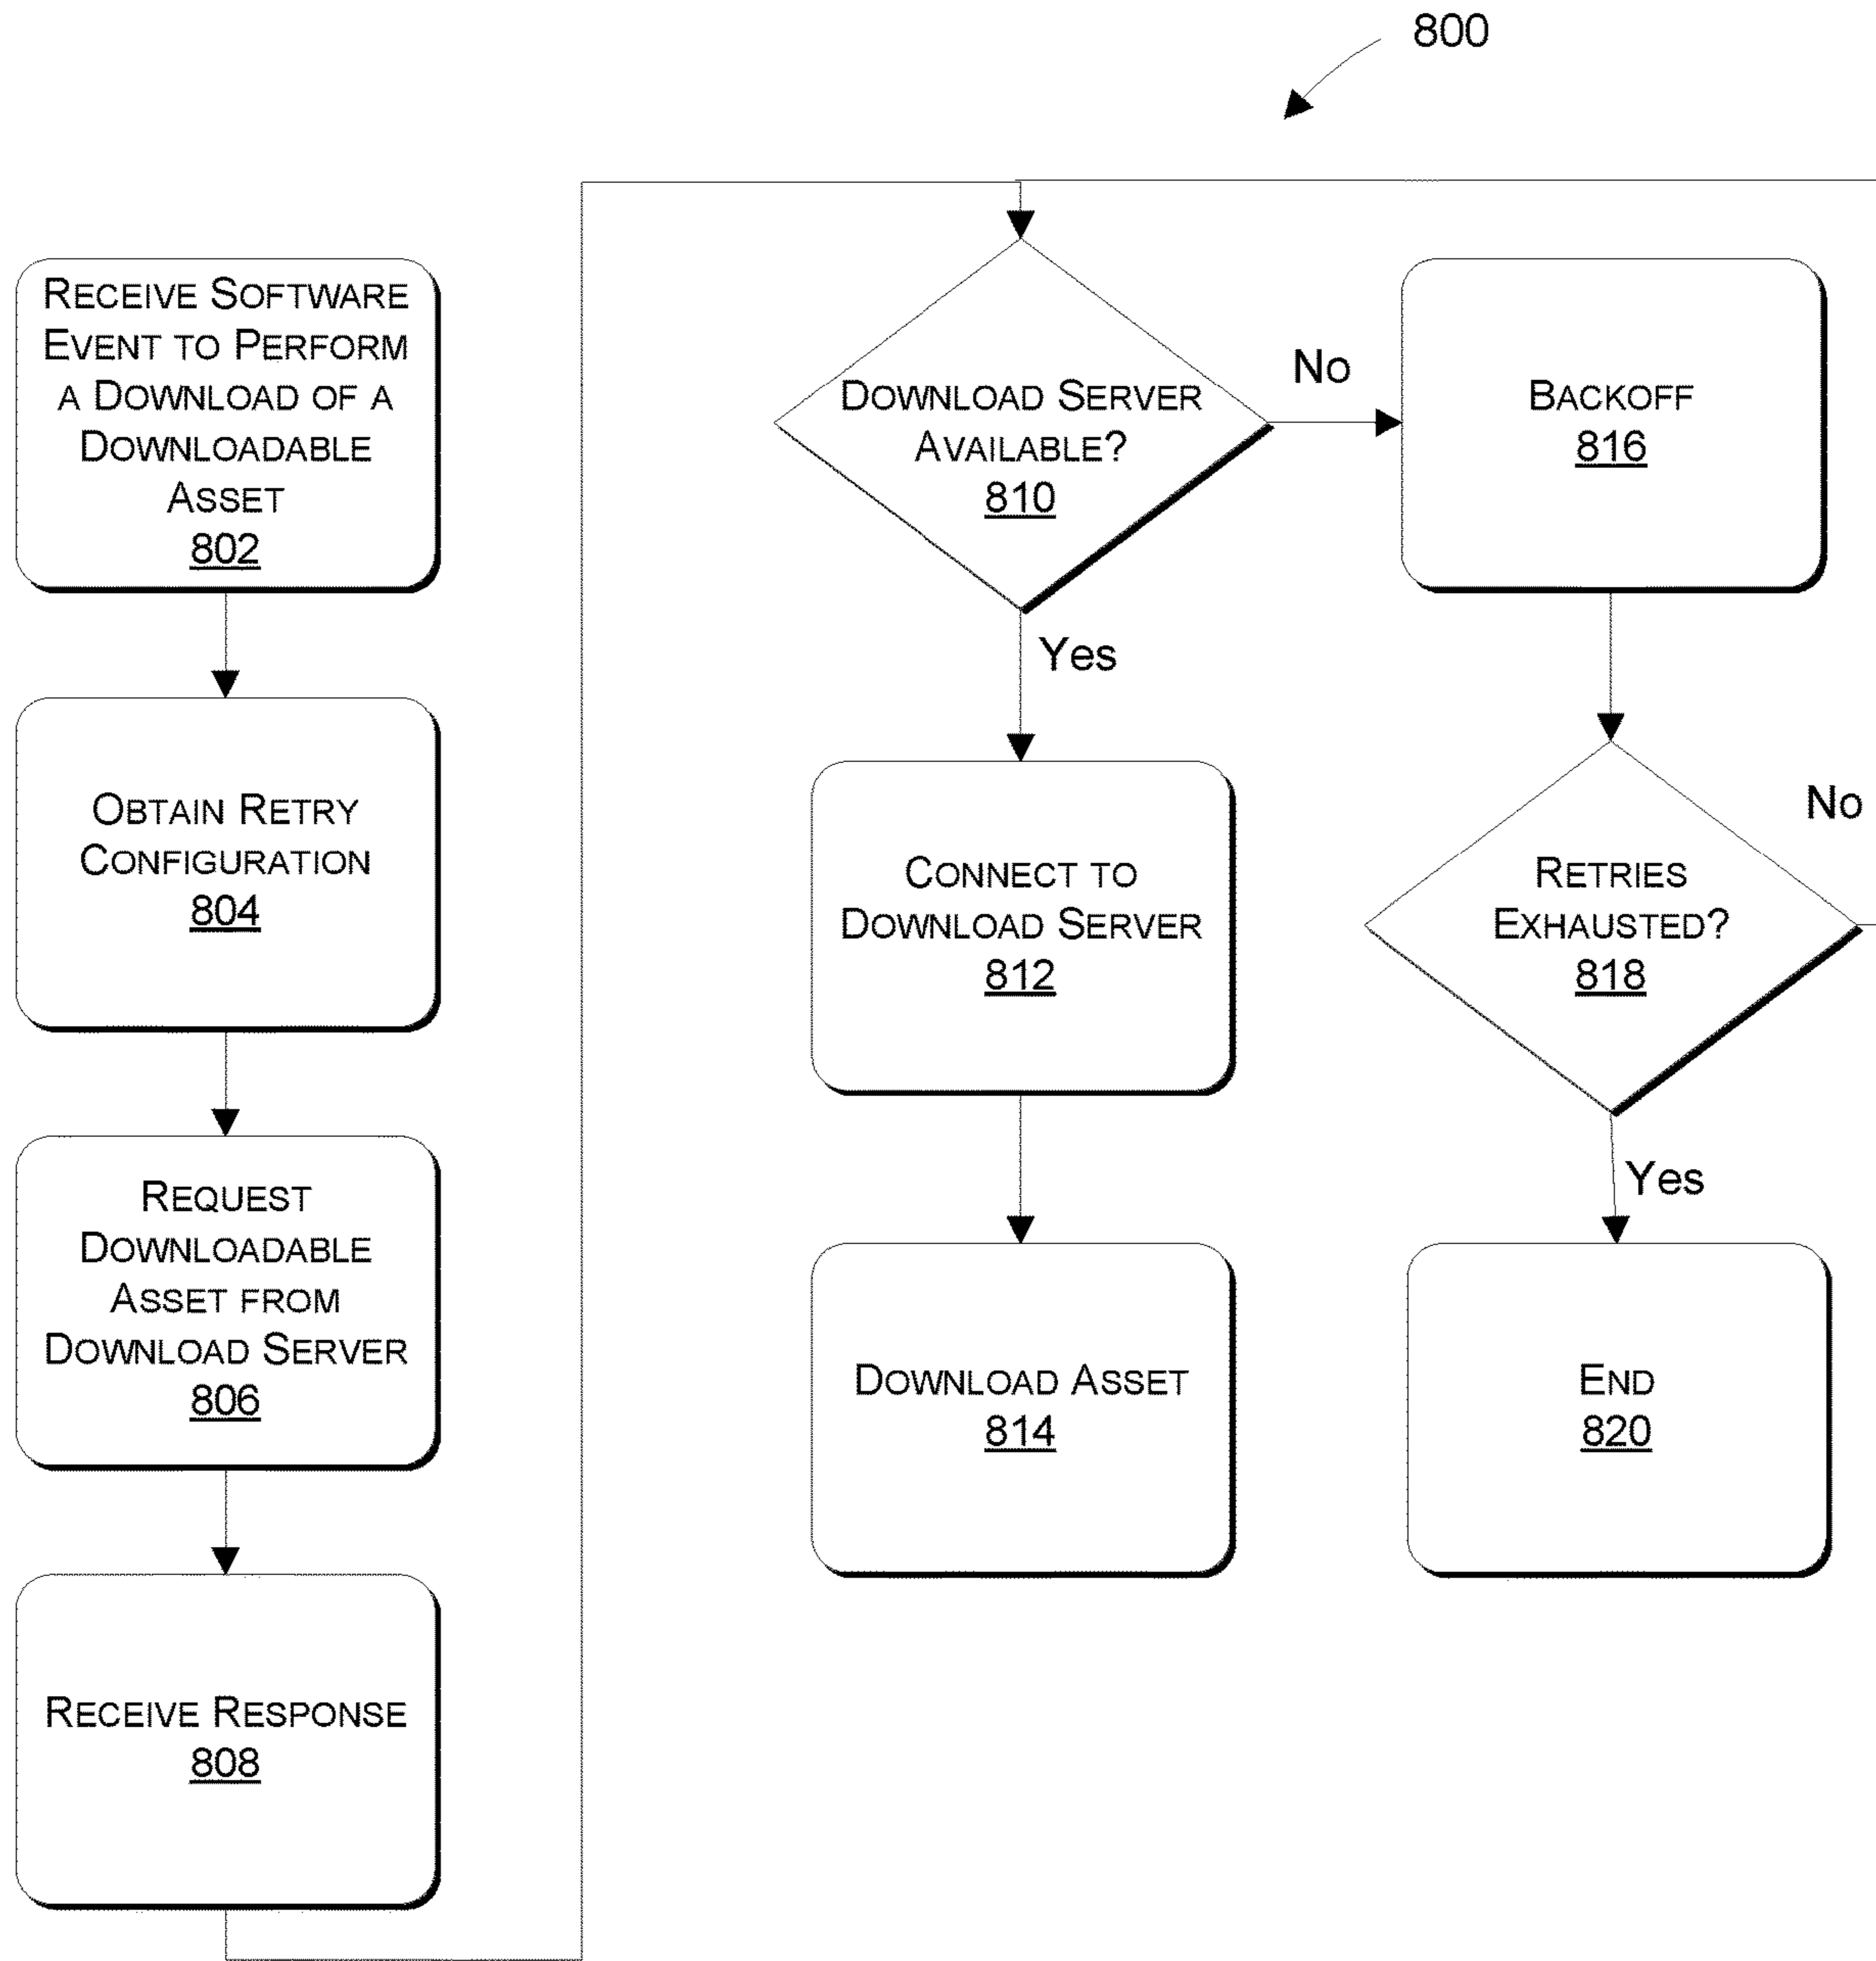 800
RECEIVE SOFTWARE
EVENT TO PERFORM
A DOWNLOAD OF A
DOWNLOADABLE
ASSET
802
OBTAIN RETRY
CONFIGURATION
804
REQUEST
DOWNLOADABLE
ASSET FROM
DOWNLOAD SERVER
806
RECEIVE RESPONSE
808
DOWNLOAD SERVER
AVAILABLE?
810
No
Yes
CONNECT TO
DOWNLOAD SERVER
812
DOWNLOAD ASSET
814
BACKOFF
816
RETRIES
EXHAUSTED?
818
No
Yes
END
820